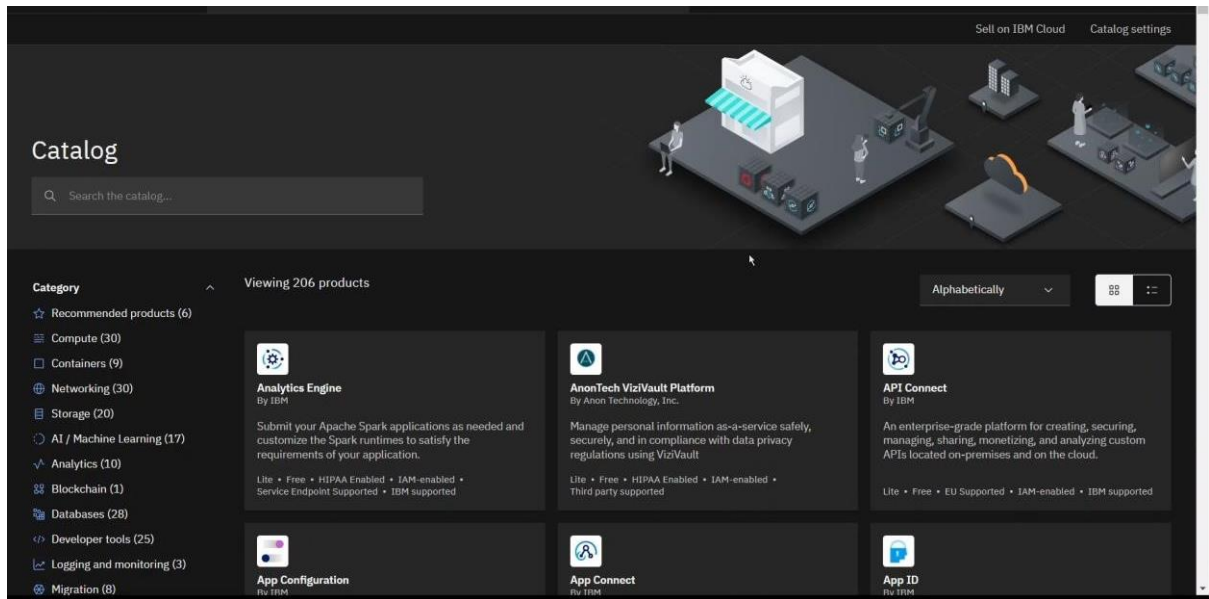 Sell on IBM Cloud
Catalog settings
Catalog
Search the catalog...
Category
Recommended products (6)
Compute (30)
Containers (9)
Networking (30)
Storage (20)
AI / Machine Learning (17)
Analytics (10)
Blockchain (1)
Databases (28)
Developer tools (25)
Logging and monitoring (3)
Migration (8)
Viewing 206 products
Alphabetically
Analytics Engine
By IBM
Submit your Apache Spark applications as needed and
customize the Spark runtimes to satisfy the
requirements of your application.
Lite • Free • HIPAA Enabled • IAM-enabled •
Service Endpoint Supported • IBM supported
AnonTech ViziVault Platform
By Anon Technology, Inc.
Manage personal information as-a-service safely,
securely, and in compliance with data privacy
regulations using ViziVault
Lite • Free • HIPAA Enabled • IAM-enabled •
Third party supported
API Connect
By IBM
An enterprise-grade platform for creating, securing,
managing, sharing, monetizing, and analyzing custom
APIs located on-premises and on the cloud.
Lite • Free • EU Supported • IAM-enabled • IBM supported
App Configuration
By IBM
App Connect
By IBM
App ID
By IBM